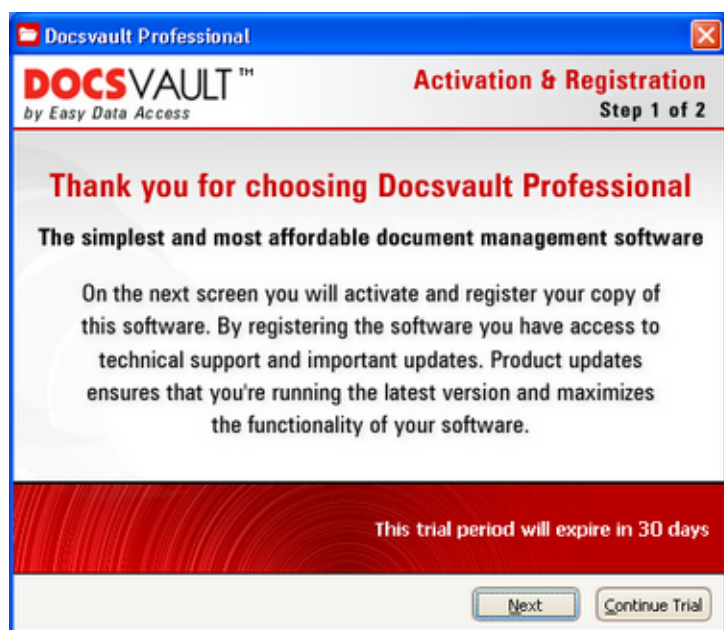 Docsvault Professional
DOCSVAULT ™
by Easy Data Access
Activation & Registration
Step 1 of 2
Thank you for choosing Docsvault Professional
The simplest and most affordable document management software
On the next screen you will activate and register your copy of
this software. By registering the software you have access to
technical support and important updates. Product updates
ensures that you're running the latest version and maximizes
the functionality of your software.
This trial period will expire in 30 days
Next
Continue Trial